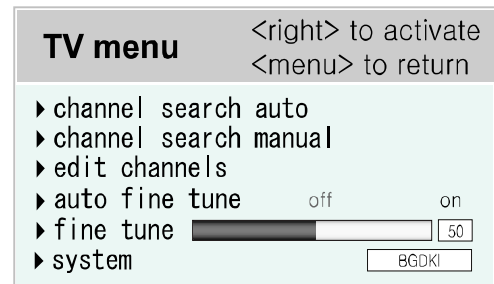 TV menu
<right> to activate
<menu> to return
channel search auto
channel search manual
edit channels
auto fine tune off on
fine tune 50
system BGDKI